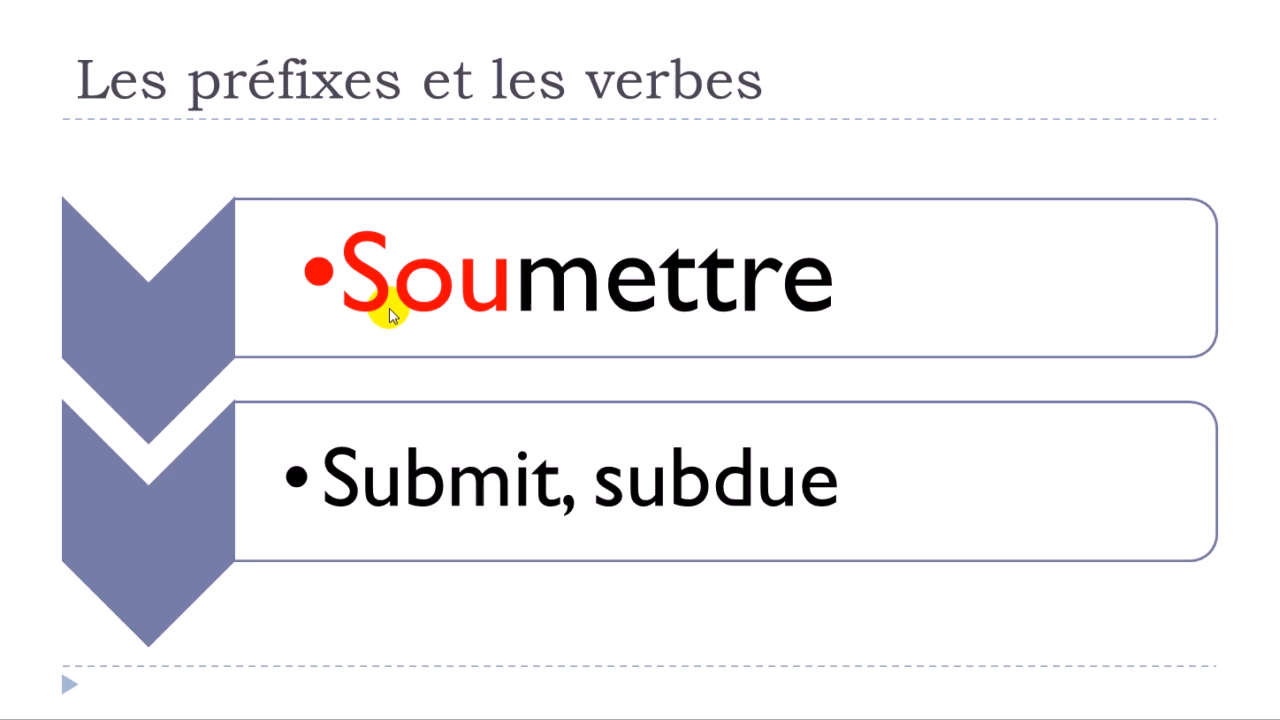 Les préfixes et les verbes
•Soumettre
•Submit, subdue